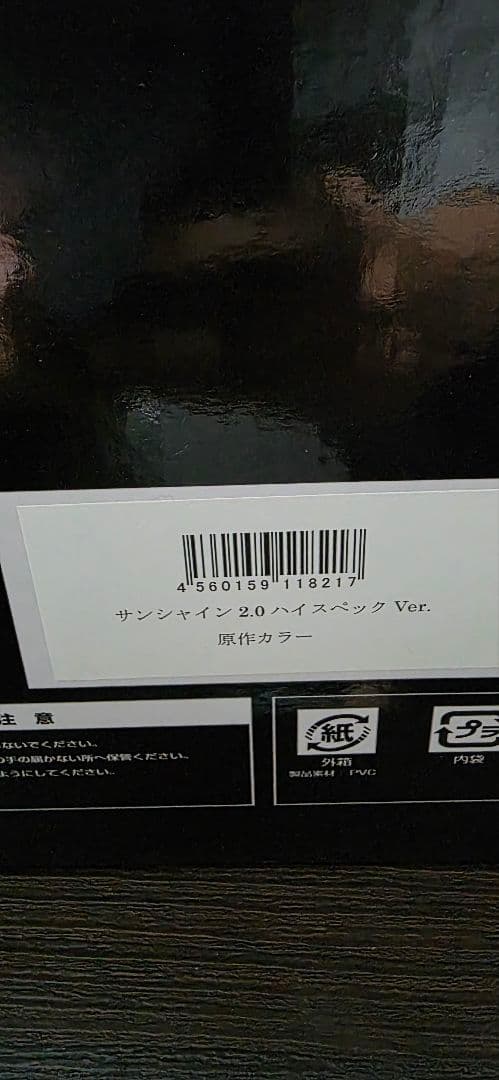 4 560159 118217
サンシャイン 2.0 ハイスペック Ver.
原作カラー
注 意
ないでください。
の手の届かない所へ保管ください。
ようにしてください。
紙
外箱
製品素材 PVC
プラ
内袋